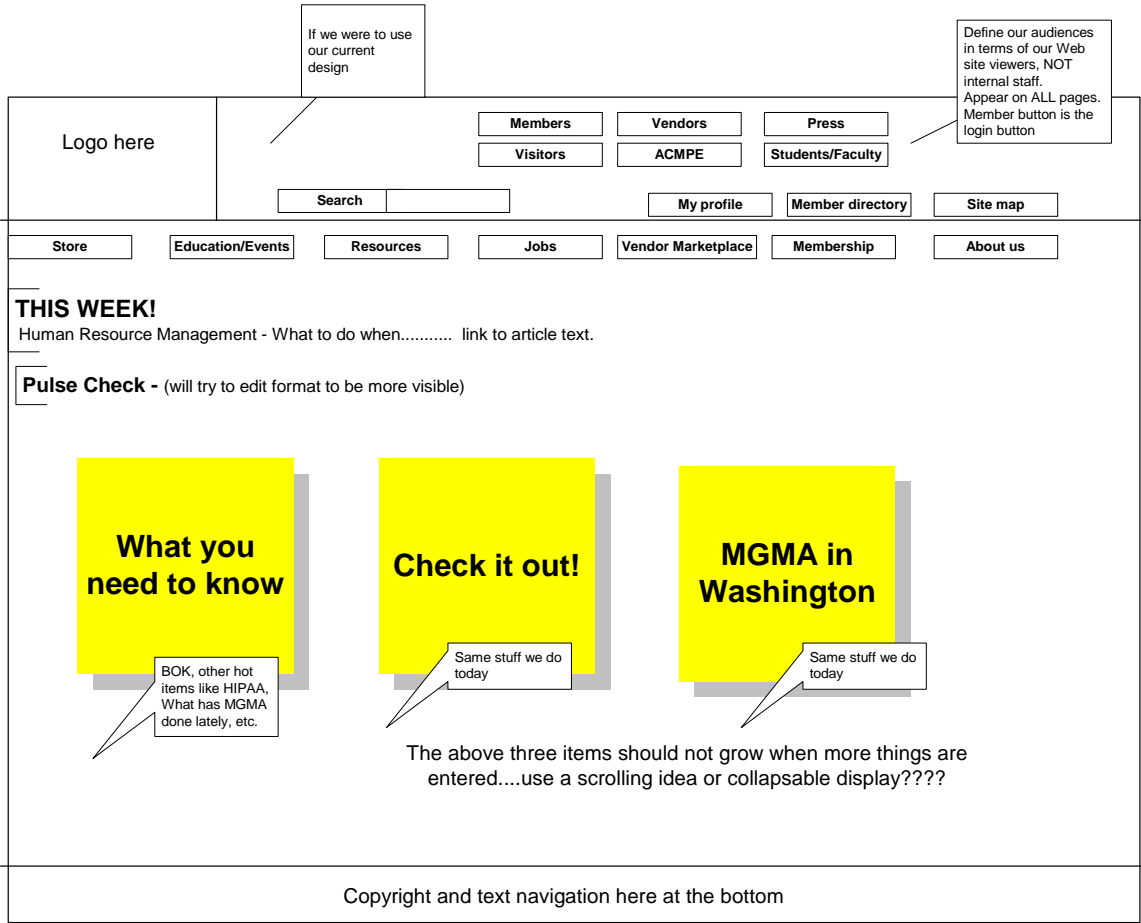 If we were to use
our current
design
Define our audiences
in terms of our Web
site viewers, NOT
internal staff.
Appear on ALL pages.
Member button is the
login button
Logo here
Members
Vendors
Press
Visitors
ACMPE
Students/Faculty
Search
My profile
Member directory
Site map
Store
Education/Events
Resources
Jobs
Vendor Marketplace
Membership
About us
THIS WEEK!
Human Resource Management - What to do when........... link to article text.
Pulse Check - (will try to edit format to be more visible)
What you
need to know
Check it out!
MGMA in
Washington
BOK, other hot
items like HIPAA,
What has MGMA
done lately, etc.
Same stuff we do
today
Same stuff we do
today
The above three items should not grow when more things are
entered....use a scrolling idea or collapsable display????
Copyright and text navigation here at the bottom